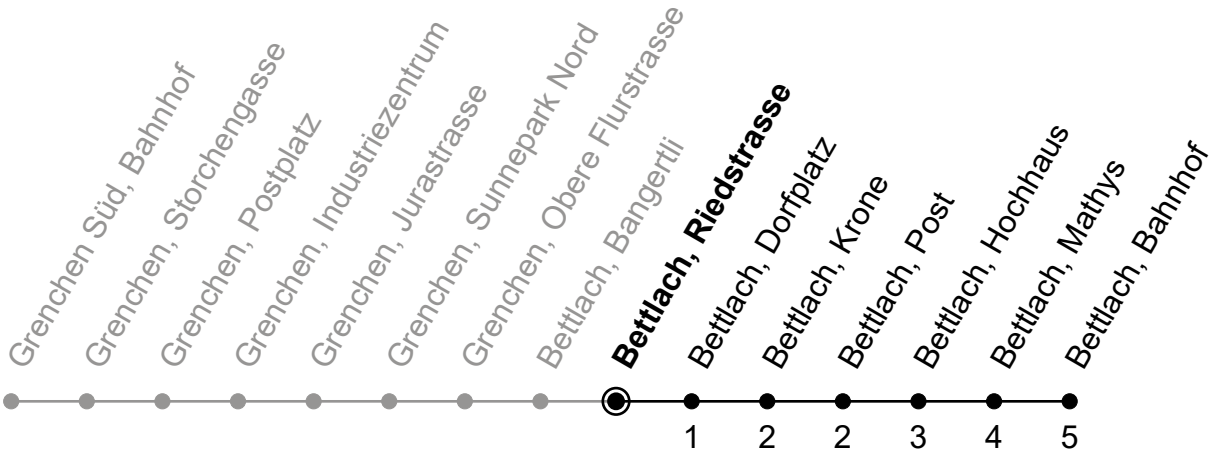 Grenchen Süd, Bahnhof
Grenchen, Storchengasse
Grenchen, Postplatz
Grenchen, Industriezentrum
Grenchen, Jurastrasse
Grenchen, Sunnepark Nord
Grenchen, Obere Flurstrasse
Bettlach, Bangertli
Bettlach, Riedstrasse
Bettlach, Dorfplatz
Bettlach, Krone
Bettlach, Post
Bettlach, Hochhaus
Bettlach, Mathys
Bettlach, Bahnhof
1 2 2 3 4 5